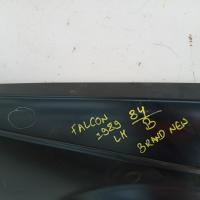 FALCON 84/B
1989 BRAND NEW
LH